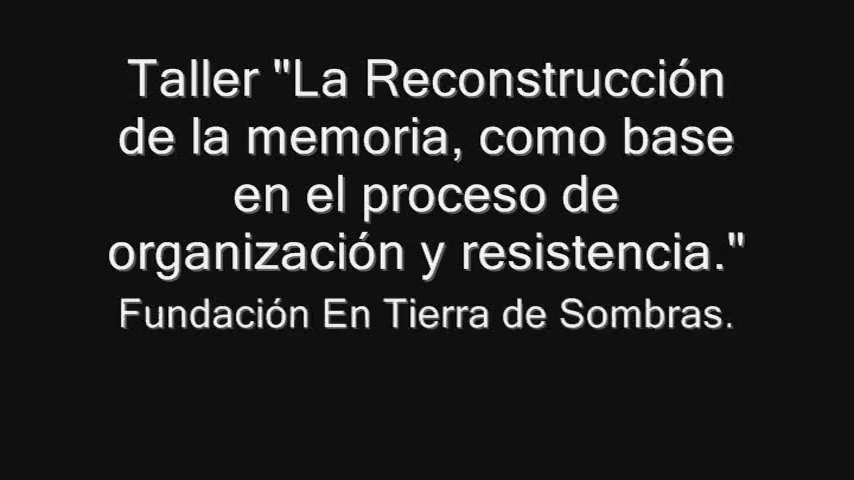 Taller "La Reconstrucción
de la memoria, como base
en el proceso de
organización y resistencia."
Fundación En Tierra de Sombras.